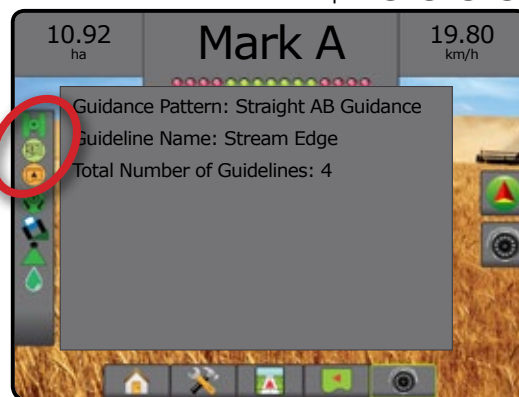 10.92
ha
Mark A
19.80
km/h
Guidance Pattern: Straight AB Guidance
Guideline Name: Stream Edge
Total Number of Guidelines: 4